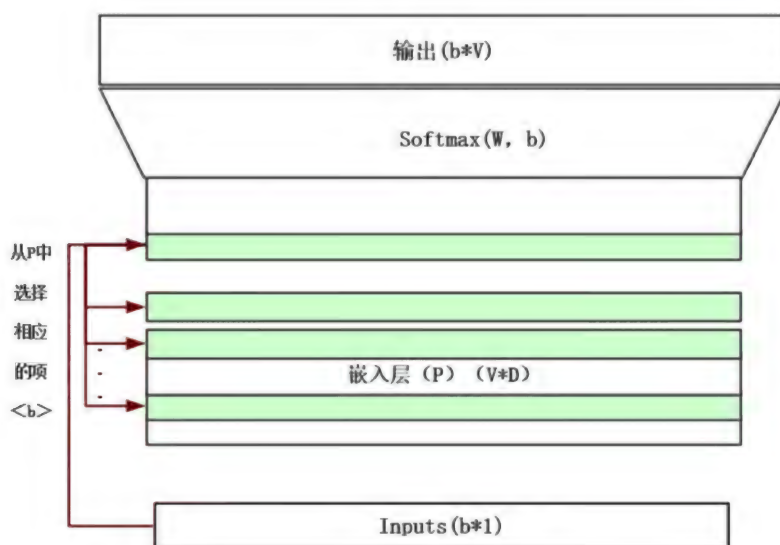 输出(b*V)
Softmax(W, b)
从P中
选择
相应
的项
<b>
嵌入层（P）（V*D）
Inputs(b*1)